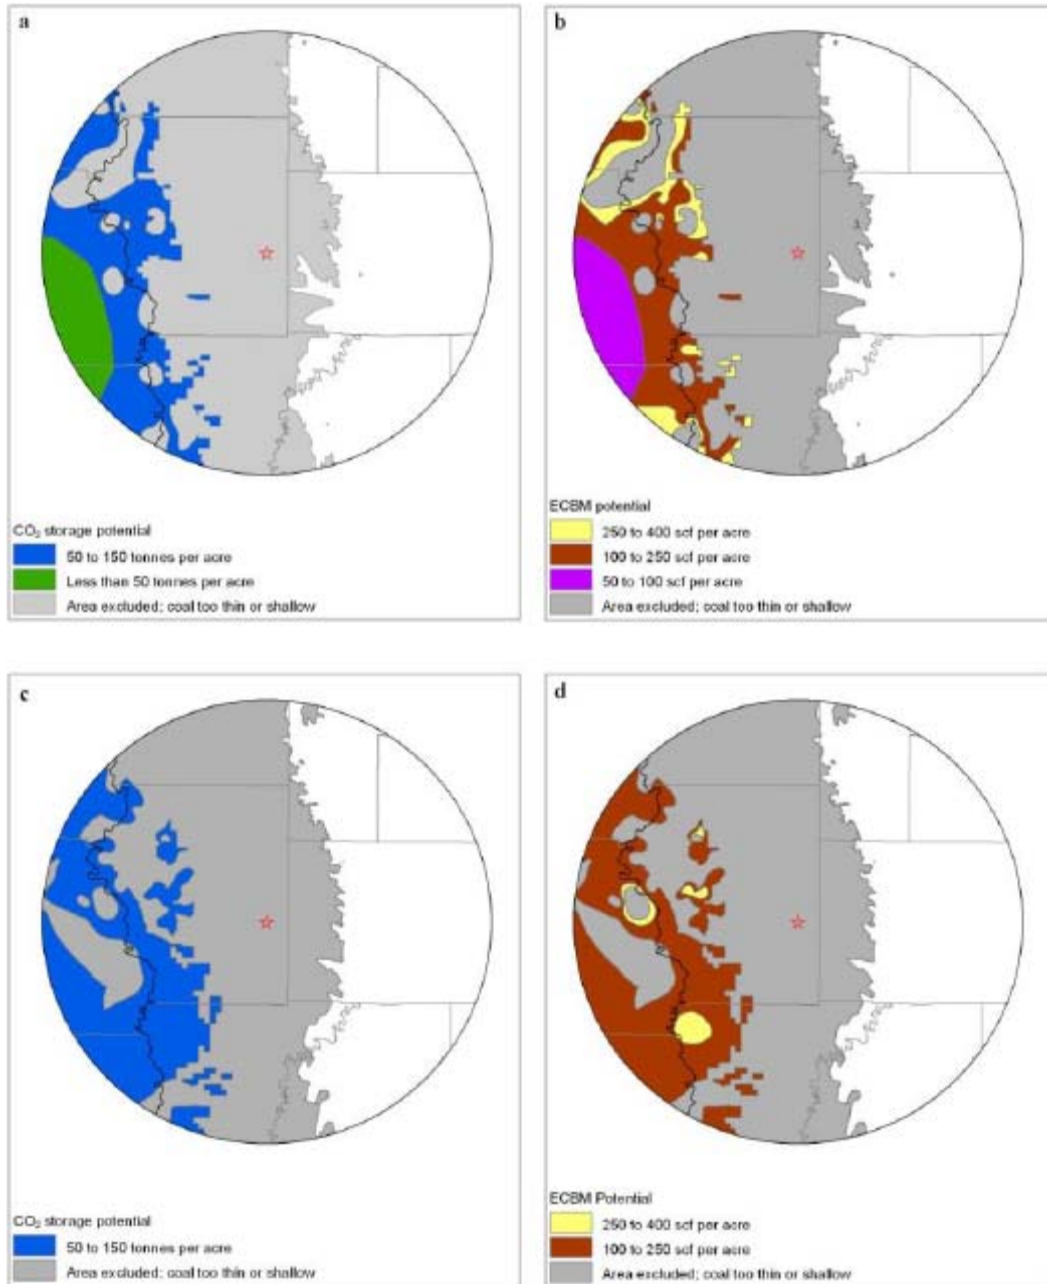 a
CO₂ storage potential
50 to 150 tonnes per acre
Less than 50 tonnes per acre
Area excluded; coal too thin or shallow
b
ECBM potential
250 to 400 scf per acre
100 to 250 scf per acre
50 to 100 scf per acre
Area excluded; coal too thin or shallow
c
CO₂ storage potential
50 to 150 tonnes per acre
Area excluded; coal too thin or shallow
d
ECBM Potential
250 to 400 scf per acre
100 to 250 scf per acre
Area excluded; coal too thin or shallow